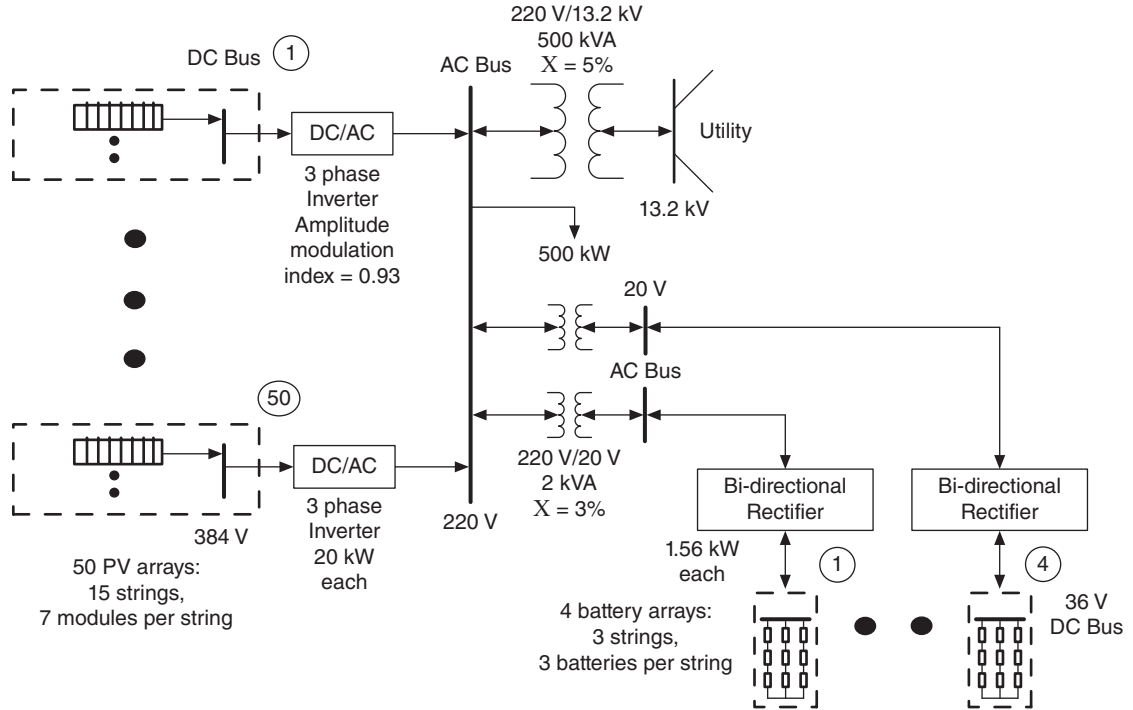 220 V/13.2 kV
500 kVA
X = 5%
DC Bus
1
AC Bus
DC/AC
Utility
3 phase
Inverter
Amplitude
modulation
index = 0.93
13.2 kV
500 kW
20 V
AC Bus
50
DC/AC
220 V/20 V
2 kVA
X = 3%
384 V
3 phase
Inverter
20 kW
each
220 V
Bi-directional
Rectifier
Bi-directional
Rectifier
50 PV arrays:
15 strings,
7 modules per string
1.56 kW
each
1
4
4 battery arrays:
3 strings,
3 batteries per string
36 V
DC Bus